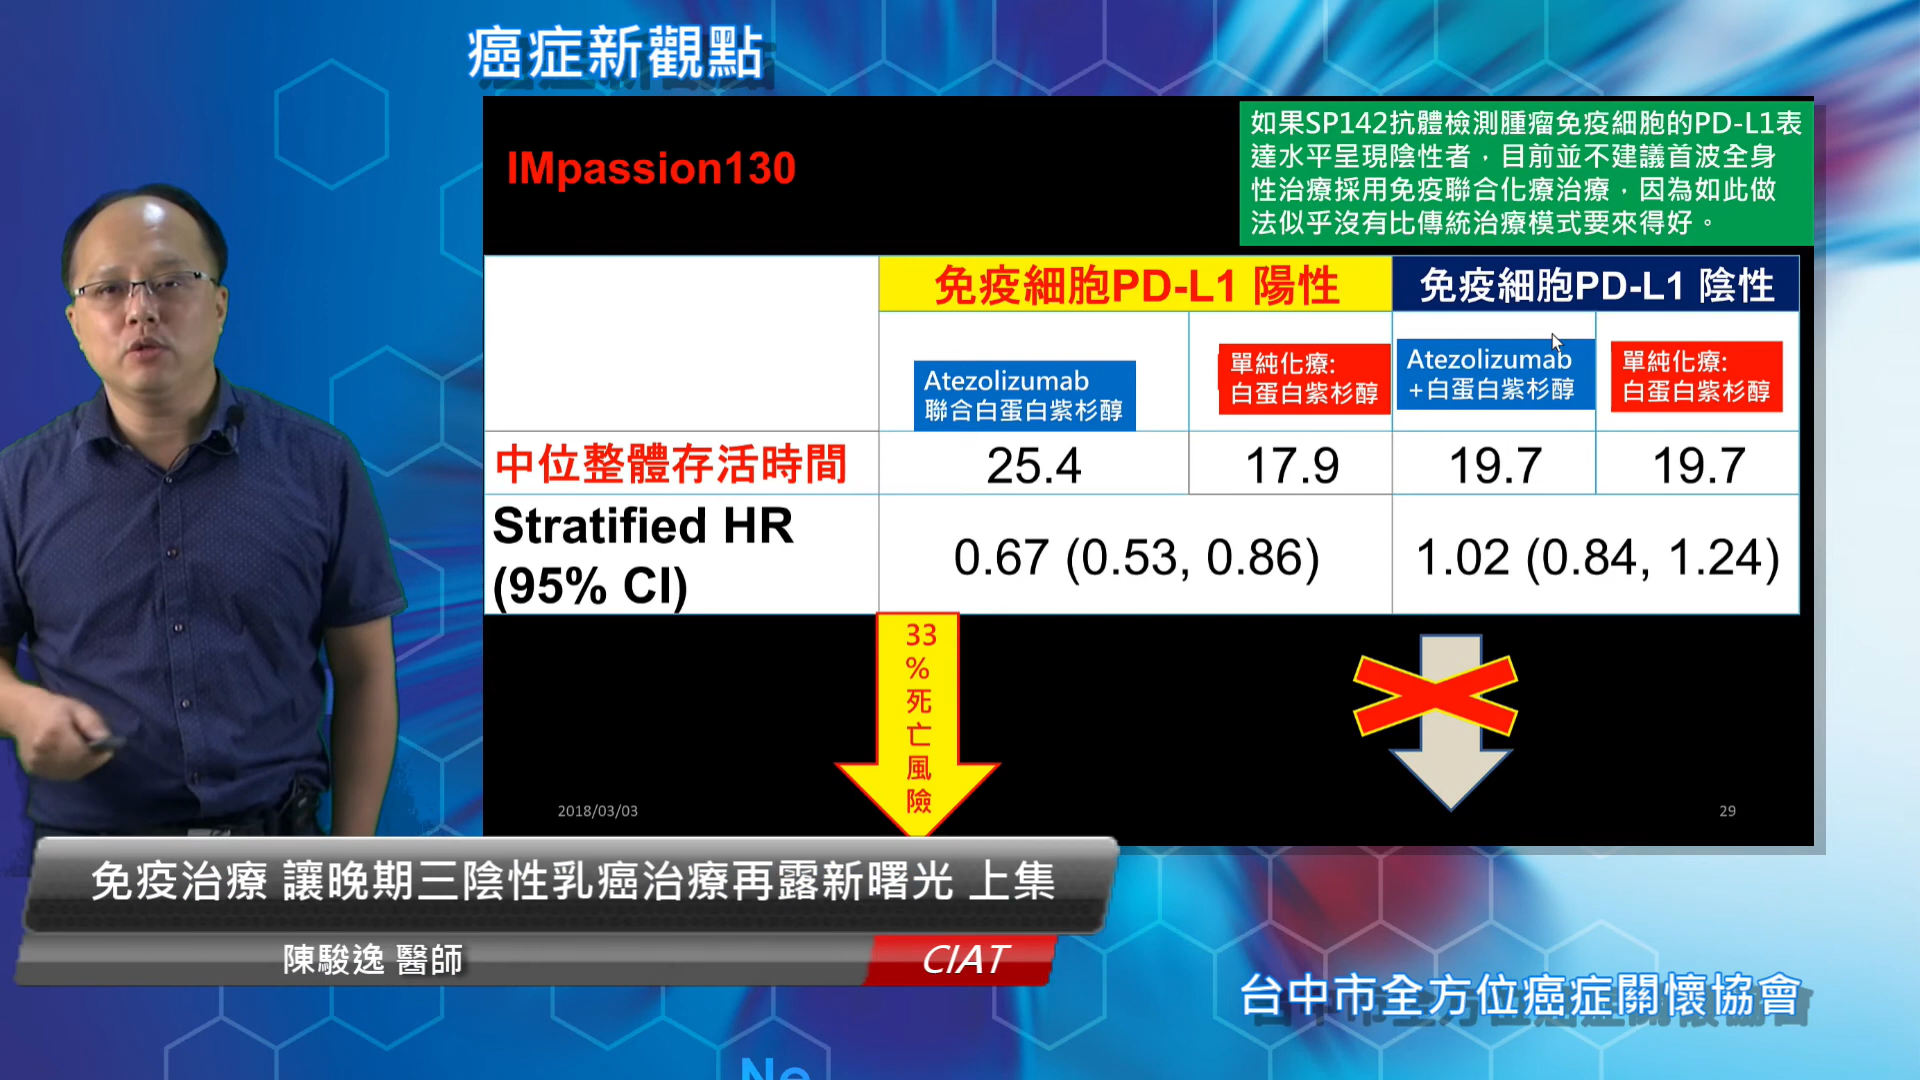 癌症新觀點
IMpassion130
如果SP142抗體檢測腫瘤免疫細胞的PD-L1表
達水平呈現陰性者，目前並不建議首波全身
性治療採用免疫聯合化療治療，因為如此做
法似乎沒有比傳統治療模式要來得好。
免疫細胞PD-L1 陽性
免疫細胞PD-L1 陰性
Atezolizumab
聯合白蛋白紫杉醇
單純化療:
白蛋白紫杉醇
Atezolizumab
+白蛋白紫杉醇
單純化療:
白蛋白紫杉醇
中位整體存活時間
25.4
17.9
19.7
19.7
Stratified HR
(95% CI)
0.67 (0.53, 0.86)
1.02 (0.84, 1.24)
33
%
死
亡
風
險
2018/03/03
29
免疫治療 讓晚期三陰性乳癌治療再露新曙光 上集
陳駿逸 醫師
CIAT
台中市全方位癌症關懷協會
Ne